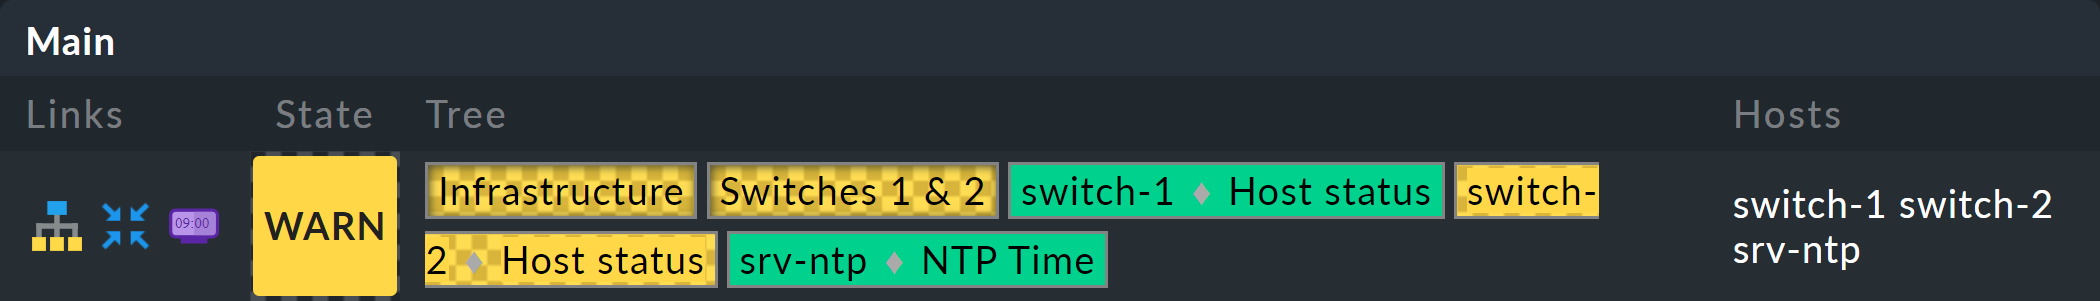 Main
Links State Tree Hosts
09:00 WARN Infrastructure Switches 1 & 2 switch-1 ♦ Host status switch-
2 ♦ Host status srv-ntp ♦ NTP Time
switch-1 switch-2
srv-ntp